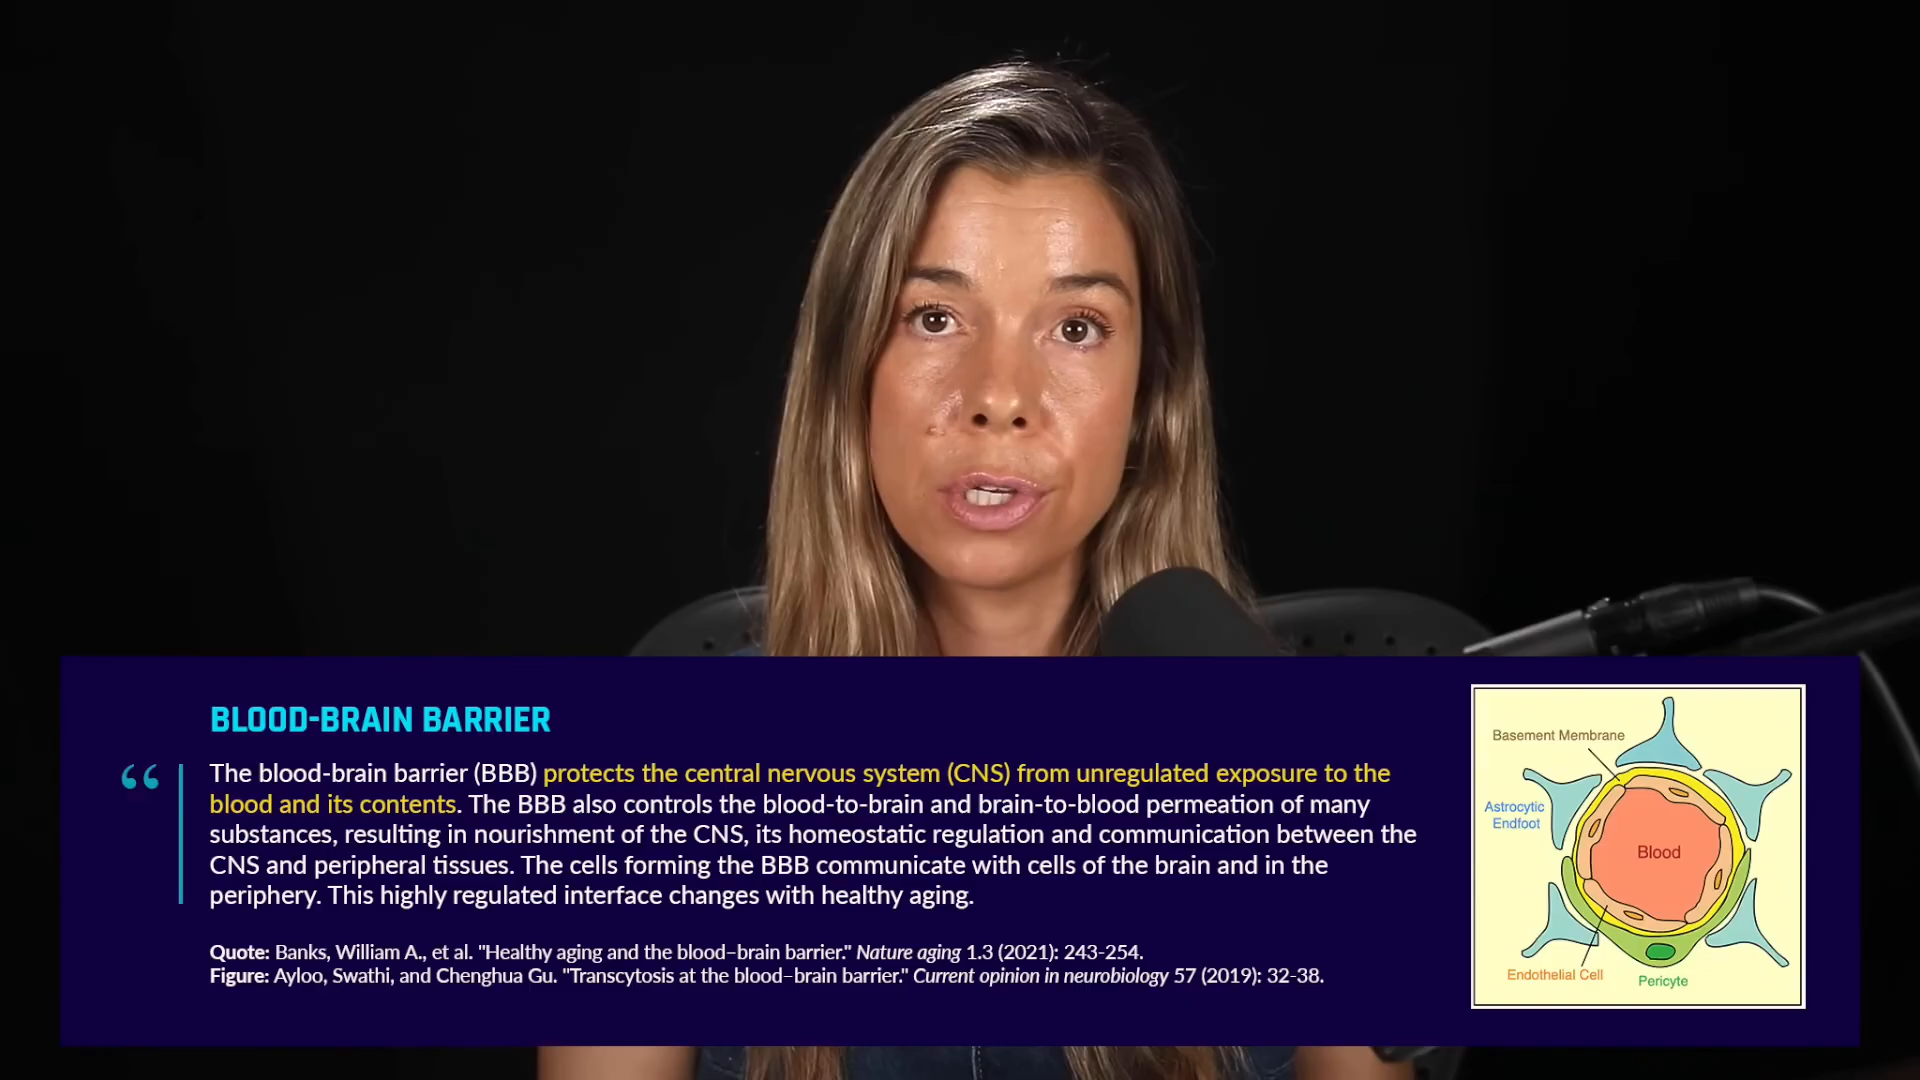 BLOOD-BRAIN BARRIER
“
The blood-brain barrier (BBB) protects the central nervous system (CNS) from unregulated exposure to the
blood and its contents. The BBB also controls the blood-to-brain and brain-to-blood permeation of many
substances, resulting in nourishment of the CNS, its homeostatic regulation and communication between the
CNS and peripheral tissues. The cells forming the BBB communicate with cells of the brain and in the
periphery. This highly regulated interface changes with healthy aging.
Quote: Banks, William A., et al. "Healthy aging and the blood–brain barrier." Nature aging 1.3 (2021): 243-254.
Figure: Ayloo, Swathi, and Chenghua Gu. "Transcytosis at the blood–brain barrier." Current opinion in neurobiology 57 (2019): 32-38.
Basement Membrane
Astrocytic
Endfoot
Blood
Endothelial Cell
Pericyte